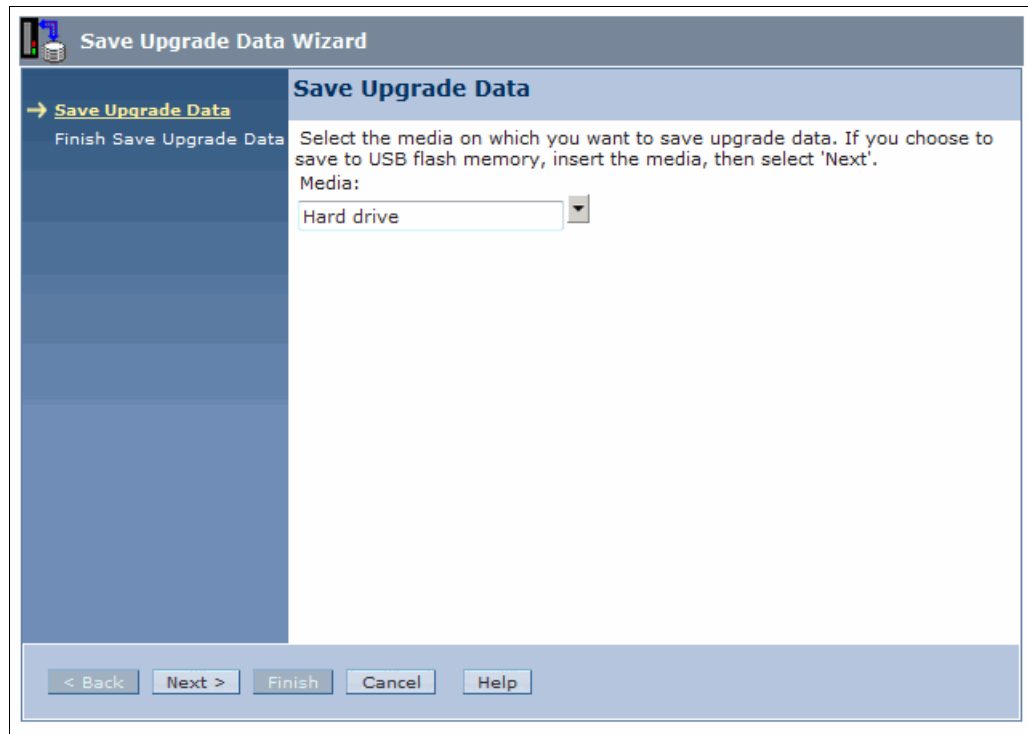 Save Upgrade Data Wizard
Save Upgrade Data
Finish Save Upgrade Data
Save Upgrade Data
Select the media on which you want to save upgrade data. If you choose to
save to USB flash memory, insert the media, then select 'Next'.
Media:
Hard drive
< Back Next > Finish Cancel Help